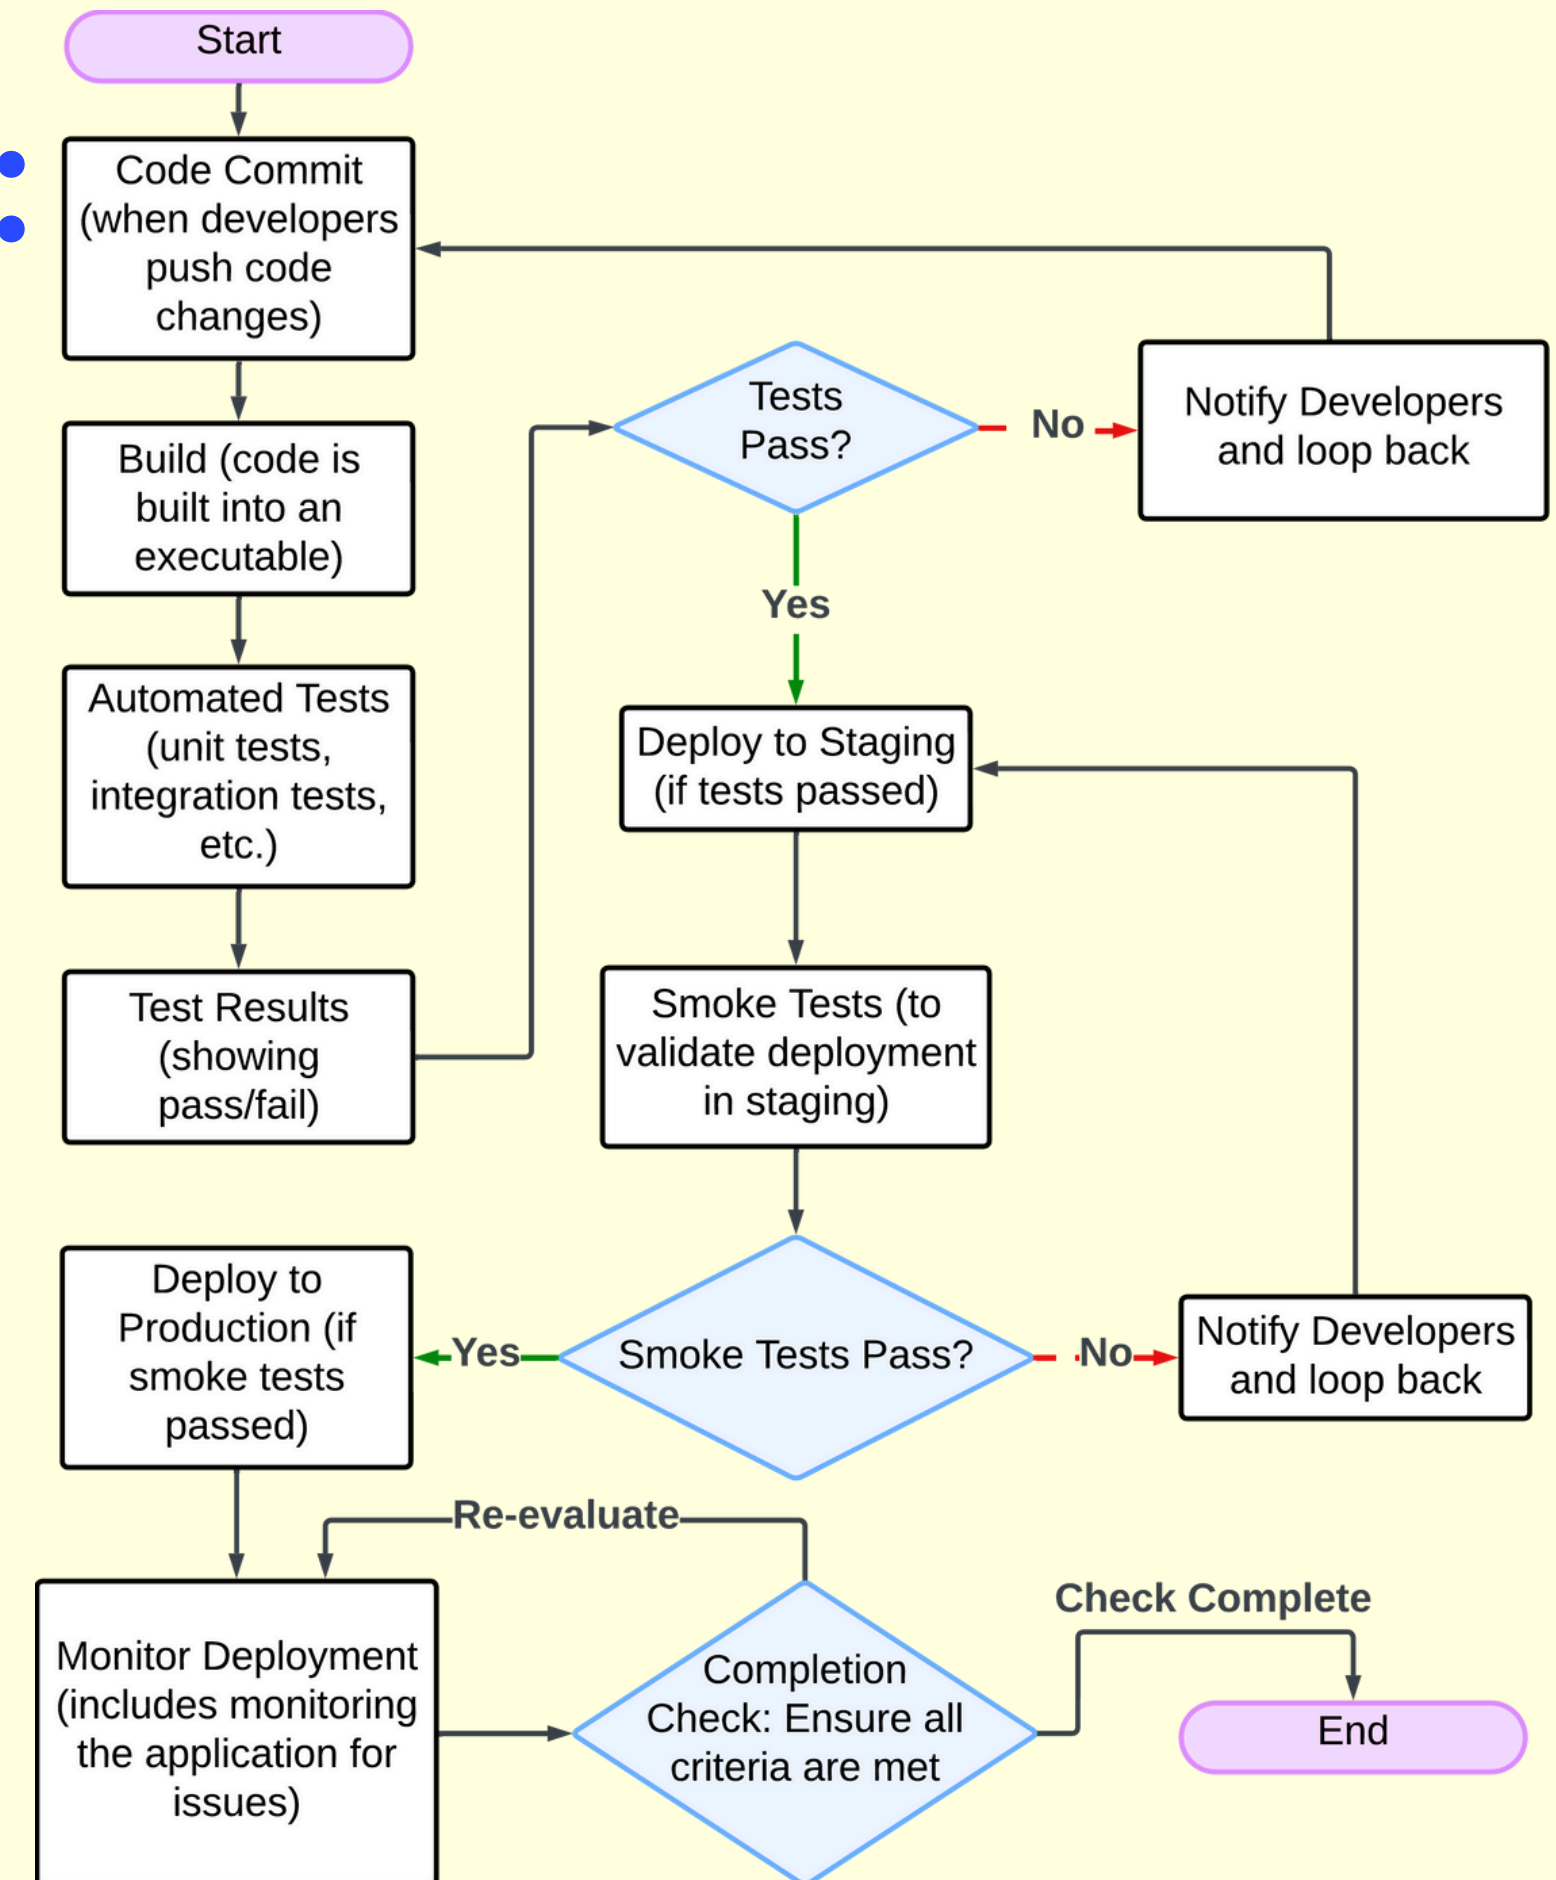 Start
Code Commit
(when developers
push code
changes)
Build (code is
built into an
executable)
Automated Tests
(unit tests,
integration tests,
etc.)
Test Results
(showing
pass/fail)
Tests
Pass?
No
Notify Developers
and loop back
Yes
Deploy to Staging
(if tests passed)
Smoke Tests (to
validate deployment
in staging)
Smoke Tests Pass?
No
Notify Developers
and loop back
Yes
Deploy to
Production (if
smoke tests
passed)
Re-evaluate
Monitor Deployment
(includes monitoring
the application for
issues)
Completion
Check: Ensure all
criteria are met
Check Complete
End